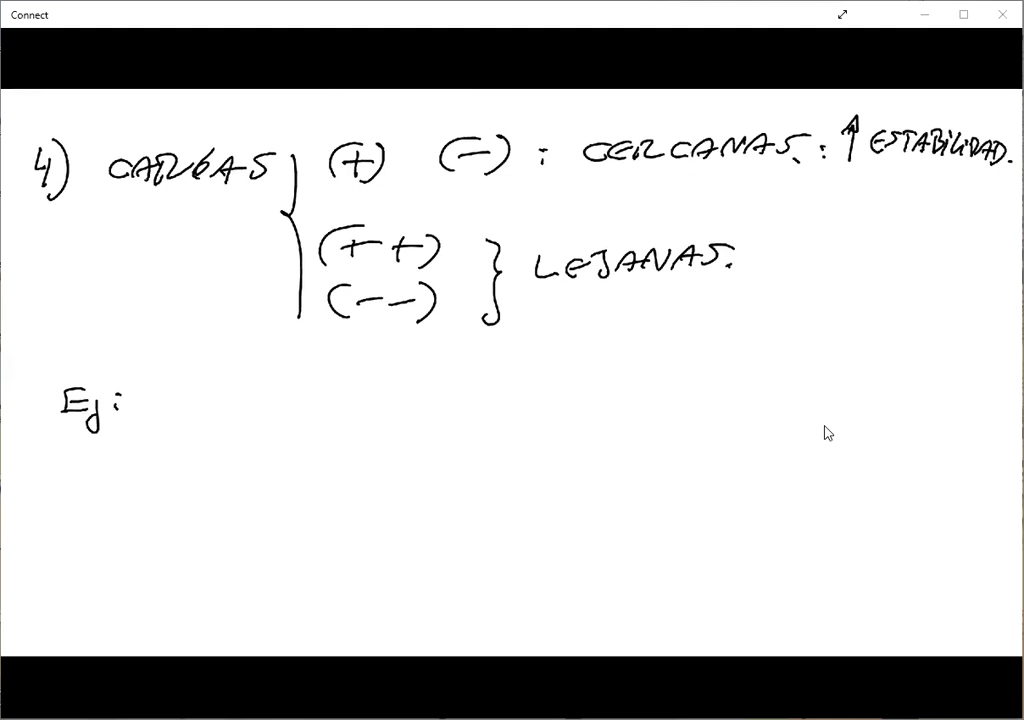 Connect
4) CARGAS (+) (-) : CERCANAS. : ↑ ESTABILIDAD.
(+ +)
(- -) } LEJANAS.
Ej: